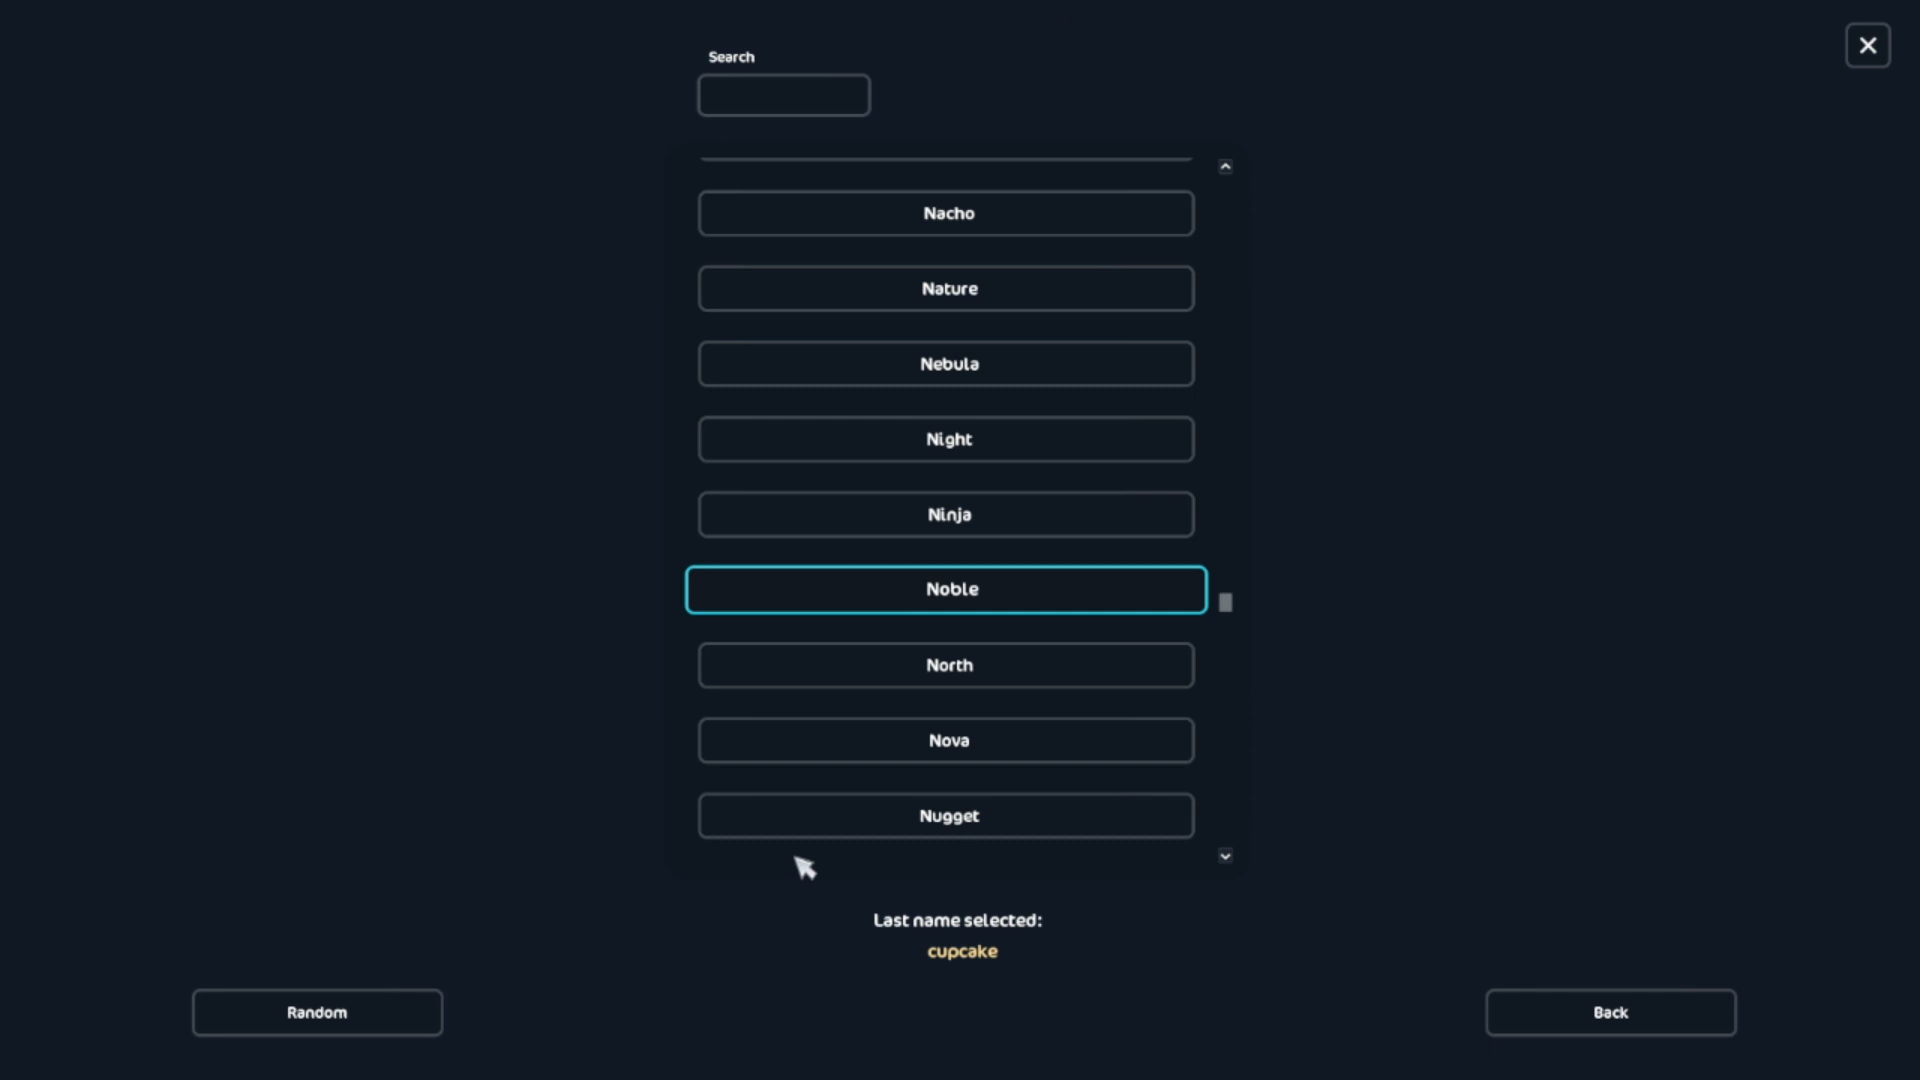 Search
Nacho
Nature
Nebula
Night
Ninja
Noble
North
Nova
Nugget
Last name selected:
cupcake
Random
Back